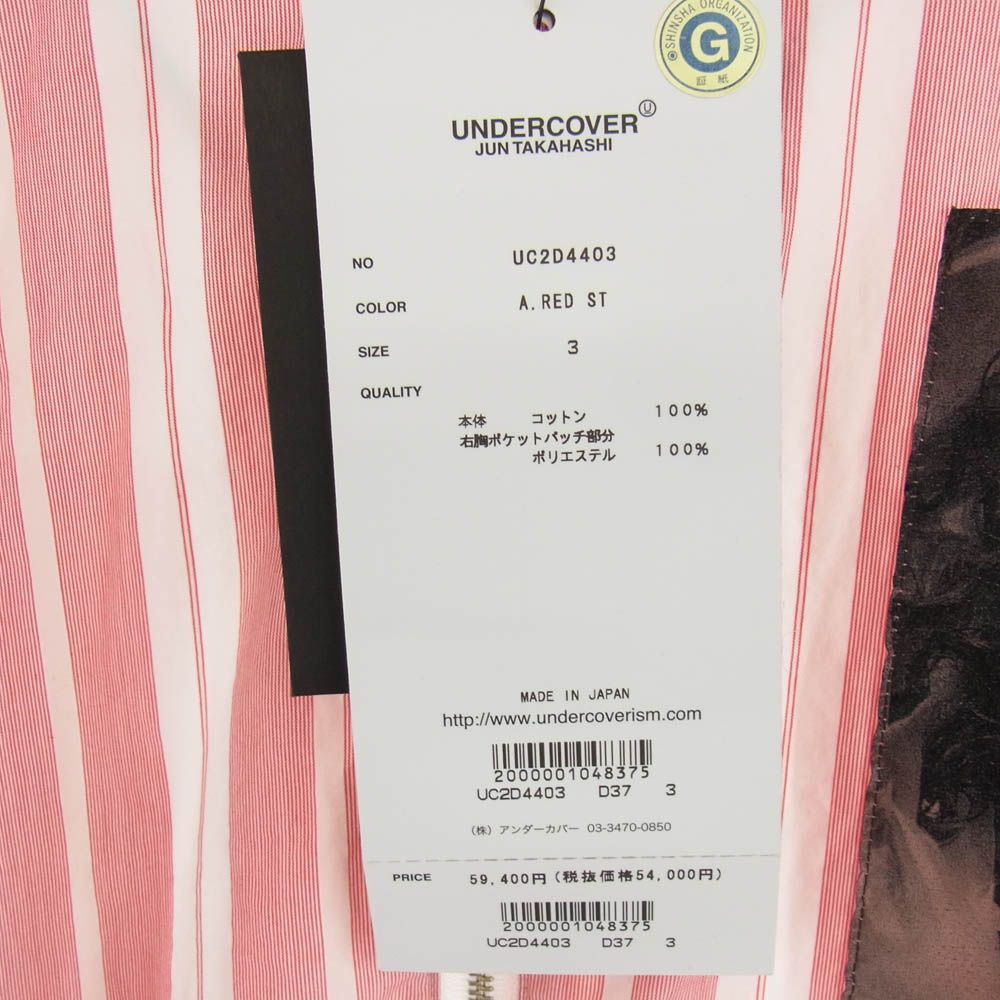 SHINSHA ORGANIZATION
G
証紙
UNDERCOVER U
JUN TAKAHASHI
NO UC2D4403
COLOR A.RED ST
SIZE 3
QUALITY
本体 コットン 100%
右胸ポケットパッチ部分
ポリエステル 100%
MADE IN JAPAN
http://www.undercoverism.com
2000001048375
UC2D4403 D37 3
(株) アンダーカバー 03-3470-0850
PRICE 59,400円(税抜価格54,000円)
2000001048375
UC2D4403 D37 3